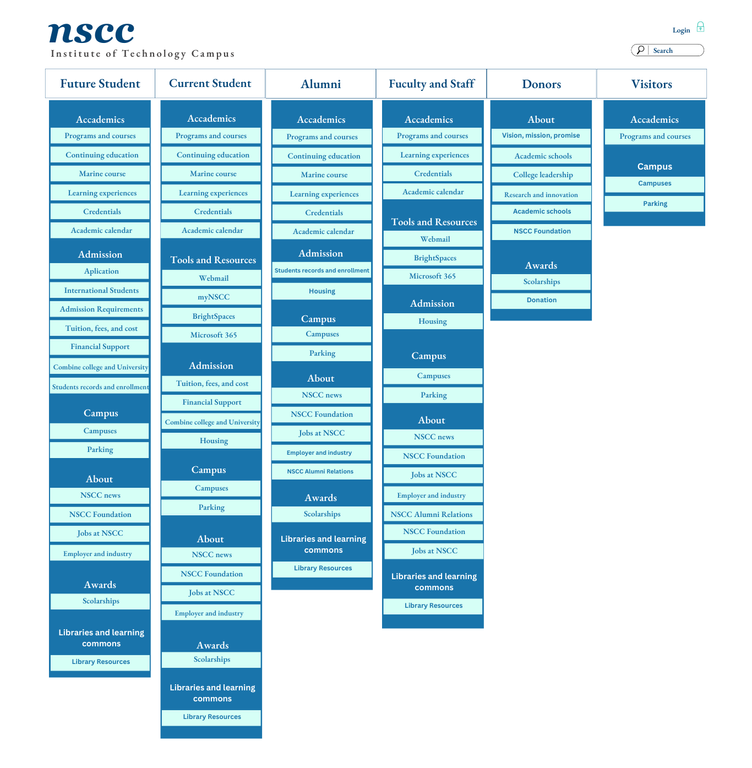 nscc
Institute of Technology Campus
Login
Search
Future Student
Current Student
Alumni
Fuculty and Staff
Donors
Visitors
Accademics
Programs and courses
Continuing education
Marine course
Learning experiences
Credentials
Academic calendar
Admission
Aplication
International Students
Admission Requirements
Tuition, fees, and cost
Financial Support
Combine college and University
Students records and enrollment
Campus
Campuses
Parking
About
NSCC news
NSCC Foundation
Jobs at NSCC
Employer and industry
Awards
Scolarships
Libraries and learning
commons
Library Resources
Accademics
Programs and courses
Continuing education
Marine course
Learning experiences
Credentials
Academic calendar
Tools and Resources
Webmail
myNSCC
BrightSpaces
Microsoft 365
Admission
Tuition, fees, and cost
Financial Support
Combine college and University
Housing
Campus
Campuses
Parking
About
NSCC news
NSCC Foundation
Jobs at NSCC
Employer and industry
Awards
Scolarships
Libraries and learning
commons
Library Resources
Accademics
Programs and courses
Continuing education
Marine course
Learning experiences
Credentials
Academic calendar
Admission
Students records and enrollment
Housing
Campus
Campuses
Parking
About
NSCC news
NSCC Foundation
Jobs at NSCC
Employer and industry
NSCC Alumni Relations
Awards
Scolarships
Libraries and learning
commons
Library Resources
Accademics
Programs and courses
Learning experiences
Credentials
Academic calendar
Tools and Resources
Webmail
BrightSpaces
Microsoft 365
Admission
Housing
Campus
Campuses
Parking
About
NSCC news
NSCC Foundation
Jobs at NSCC
Employer and industry
NSCC Alumni Relations
NSCC Foundation
Jobs at NSCC
Libraries and learning
commons
Library Resources
About
Vision, mission, promise
Academic schools
College leadership
Research and innovation
Academic schools
NSCC Foundation
Awards
Scolarships
Donation
Accademics
Programs and courses
Campus
Campuses
Parking